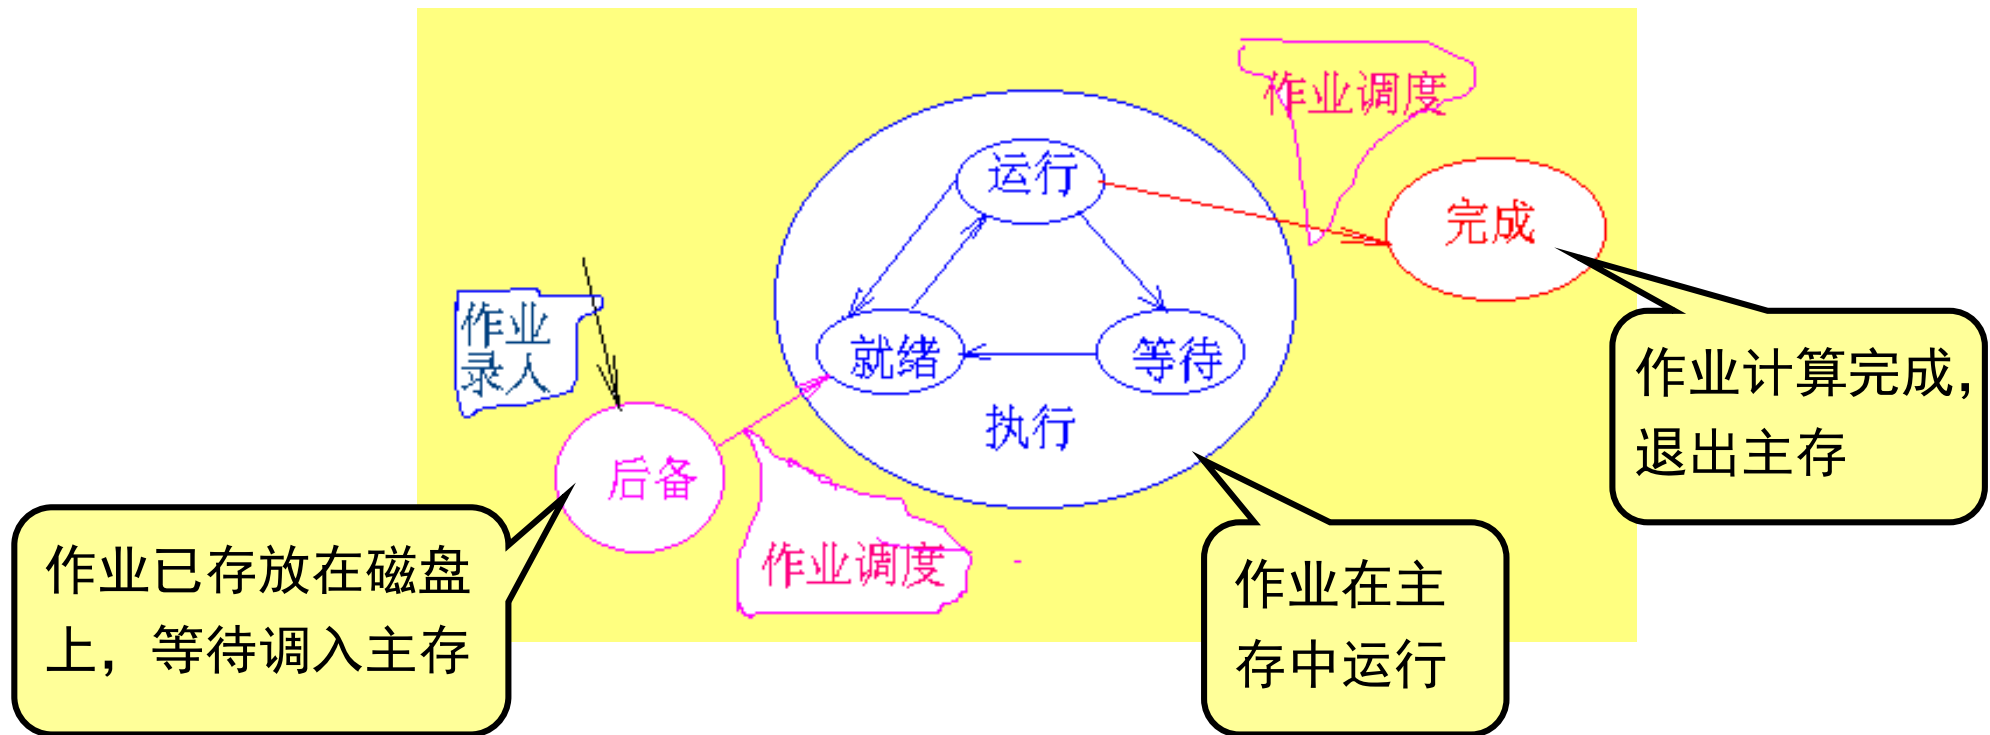 作业调度
运行
完成
作业
录人
就绪
等待
作业计算完成，
退出主存
执行
后备
作业调度
作业已存放在磁盘
上，等待调入主存
作业在主
存中运行